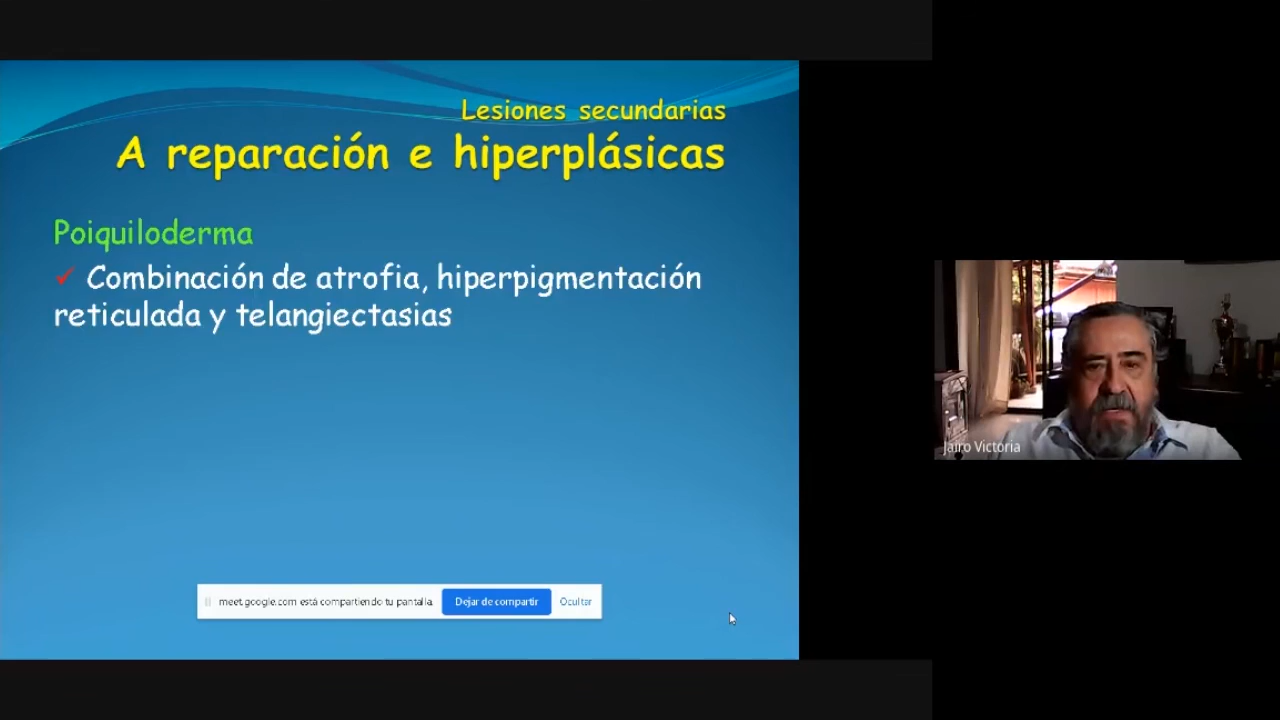 Lesiones secundarias
A reparación e hiperplásicas
Poiquiloderma
✓ Combinación de atrofia, hiperpigmentación
reticulada y telangiectasias
meet.google.com está compartiendo tu pantalla.
Dejar de compartir
Ocultar
Jairo Victoria